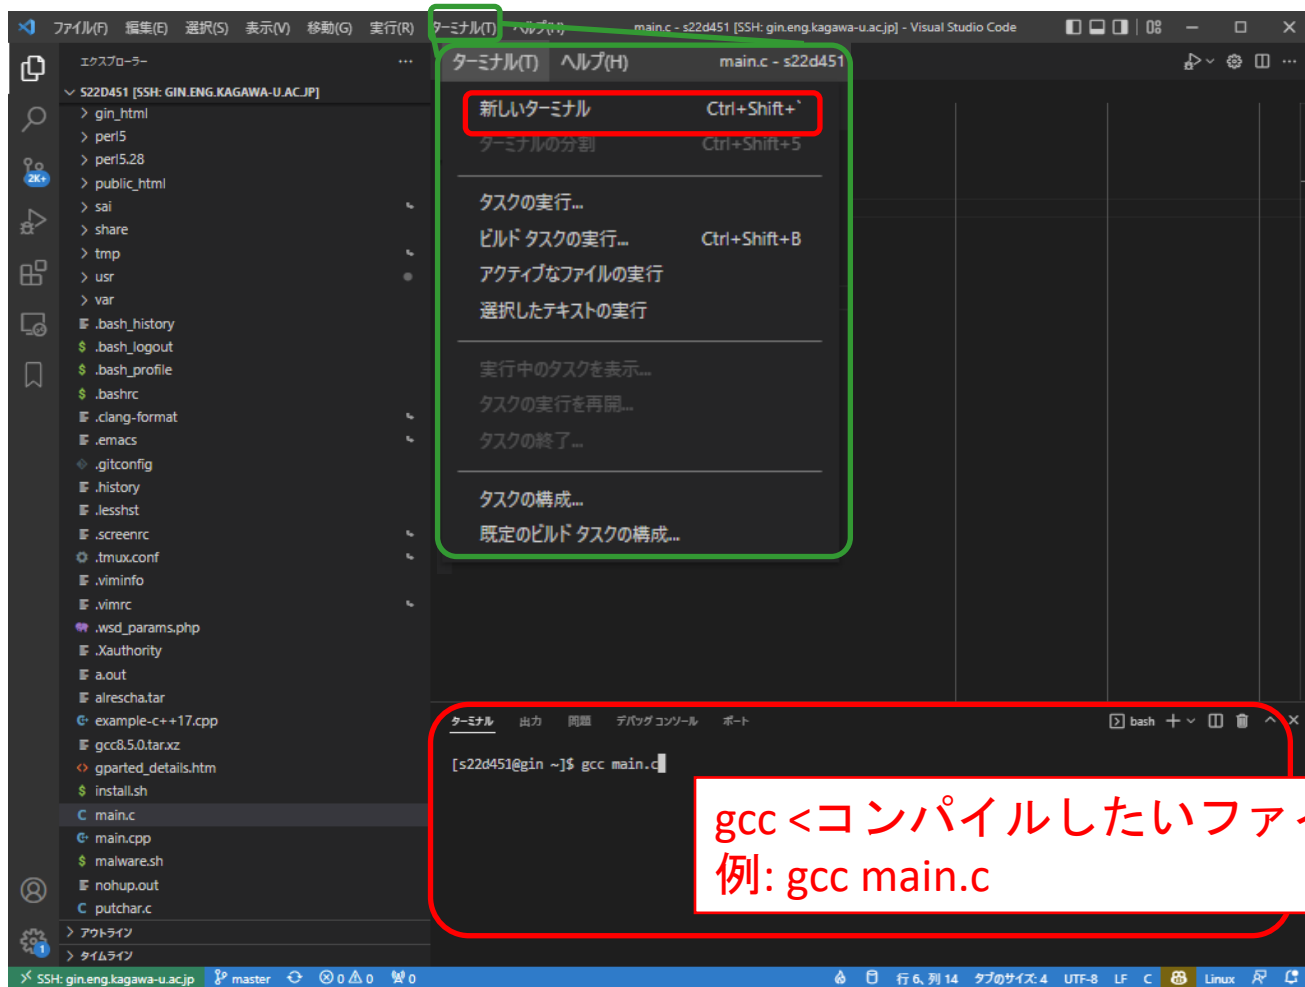 ファイル(F) 編集(E) 選択(S) 表示(V) 移動(G) 実行(R) ターミナル(T) ヘルプ(H) main.c - s22d451 [SSH: gin.eng.kagawa-u.ac.jp] - Visual Studio Code
エクスプローラー
S22D451 [SSH: GIN.ENG.KAGAWA-U.AC.JP]
gin_html
perl5
perl5.28
public_html
sai
share
tmp
usr
var
.bash_history
.bash_logout
.bash_profile
.bashrc
.clang-format
.emacs
.gitconfig
.history
.lesshst
.screenrc
.tmux.conf
.viminfo
.vimrc
.wsd_params.php
.Xauthority
a.out
alrescha.tar
example-c++17.cpp
gcc8.5.0.tar.xz
gparted_details.htm
install.sh
main.c
main.cpp
malware.sh
nohup.out
putchar.c
アウトライン
タイムライン
2K+
1
ターミナル(T) ヘルプ(H) main.c - s22d451
新しいターミナル Ctrl+Shift+`
ターミナルの分割 Ctrl+Shift+5
タスクの実行...
ビルド タスクの実行... Ctrl+Shift+B
アクティブなファイルの実行
選択したテキストの実行
実行中のタスクを表示...
タスクの実行を再開...
タスクの終了...
タスクの構成...
既定のビルド タスクの構成...
ターミナル 出力 問題 デバッグ コンソール ポート bash
[s22d451@gin ~]$ gcc main.c
gcc <コンパイルしたいファイ
例: gcc main.c
SSH: gin.eng.kagawa-u.ac.jp master 0 0 0 行 6、列 14 タブのサイズ: 4 UTF-8 LF C Linux